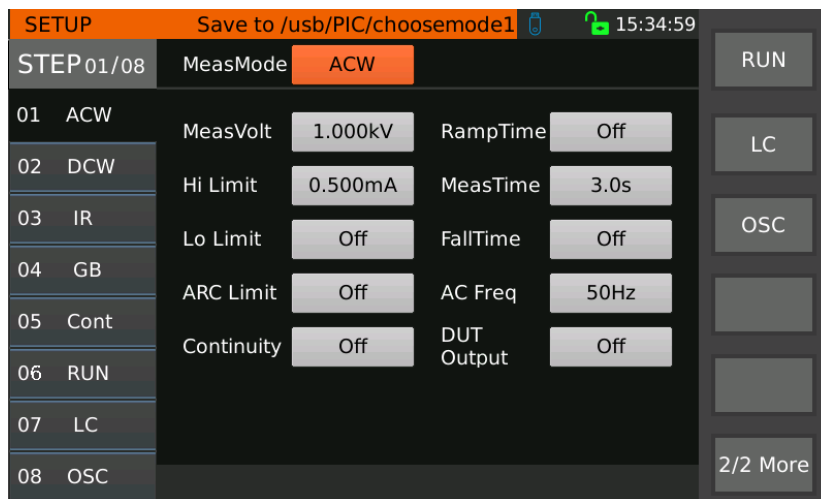 SETUP Save to /usb/PIC/choosemode1 15:34:59
STEP01/08 MeasMode ACW
01 ACW
02 DCW
03 IR
04 GB
05 Cont
06 RUN
07 LC
08 OSC
MeasVolt 1.000kV RampTime Off
Hi Limit 0.500mA MeasTime 3.0s
Lo Limit Off FallTime Off
ARC Limit Off AC Freq 50Hz
Continuity Off DUT
Output Off
RUN
LC
OSC
2/2 More